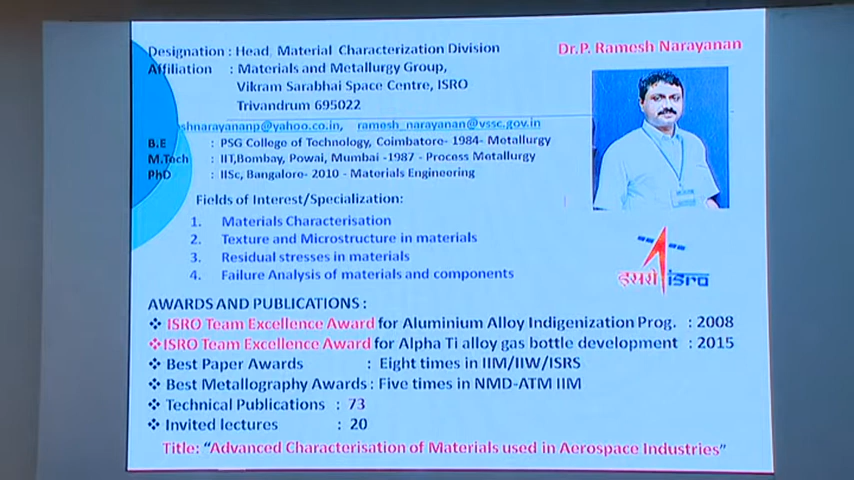 Designation : Head, Material Characterization Division
Dr.P. Ramesh Narayanan
Affiliation : Materials and Metallurgy Group,
Vikram Sarabhai Space Centre, ISRO
Trivandrum 695022
shnarayananp@yahoo.co.in, ramesh_narayanan@vssc.gov.in
B.E : PSG College of Technology, Coimbatore- 1984- Metallurgy
M.Tech : IIT,Bombay, Powai, Mumbai -1987 - Process Metallurgy
PhD : IISc, Bangalore- 2010 - Materials Engineering
Fields of Interest/Specialization:
1. Materials Characterisation
2. Texture and Microstructure in materials
3. Residual stresses in materials
4. Failure Analysis of materials and components
इसरो isro
AWARDS AND PUBLICATIONS :
❖ ISRO Team Excellence Award for Aluminium Alloy Indigenization Prog. : 2008
❖ISRO Team Excellence Award for Alpha Ti alloy gas bottle development : 2015
❖ Best Paper Awards : Eight times in IIM/IIW/ISRS
❖ Best Metallography Awards : Five times in NMD-ATM IIM
❖ Technical Publications : 73
❖ Invited lectures : 20
Title: “Advanced Characterisation of Materials used in Aerospace Industries”